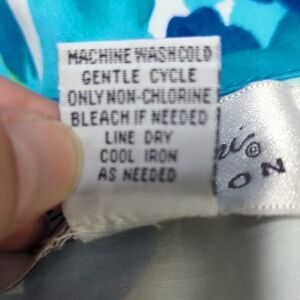 MACHINE WASH COLD
GENTLE CYCLE
ONLY NON-CHLORINE
BLEACH IF NEEDED
LINE DRY
COOL IRON
AS NEEDED